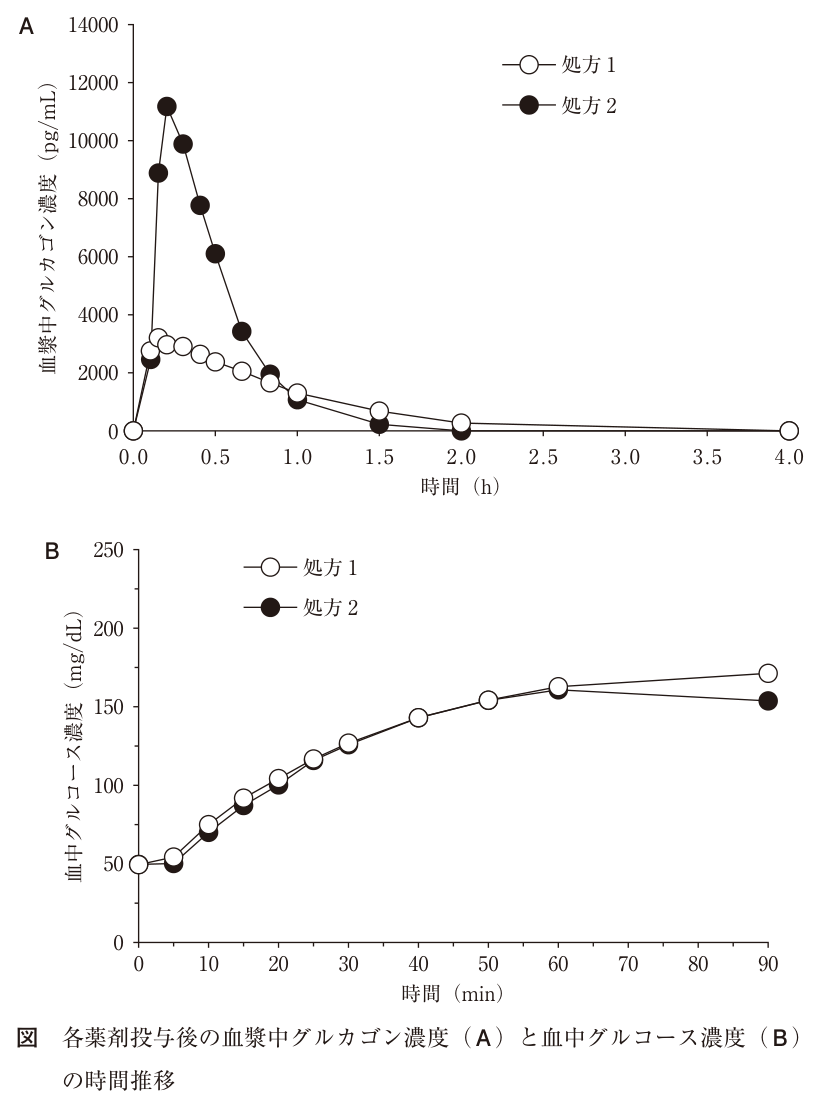 A
14000
12000
10000
8000
6000
4000
2000
0
血漿中グルカゴン濃度（pg/mL）
処方1
処方2
0.0 0.5 1.0 1.5 2.0 2.5 3.0 3.5 4.0
時間（h）
B
250
200
150
100
50
0
血中グルコース濃度（mg/dL）
処方1
処方2
0 10 20 30 40 50 60 70 80 90
時間（min）
図 各薬剤投与後の血漿中グルカゴン濃度（A）と血中グルコース濃度（B）
の時間推移